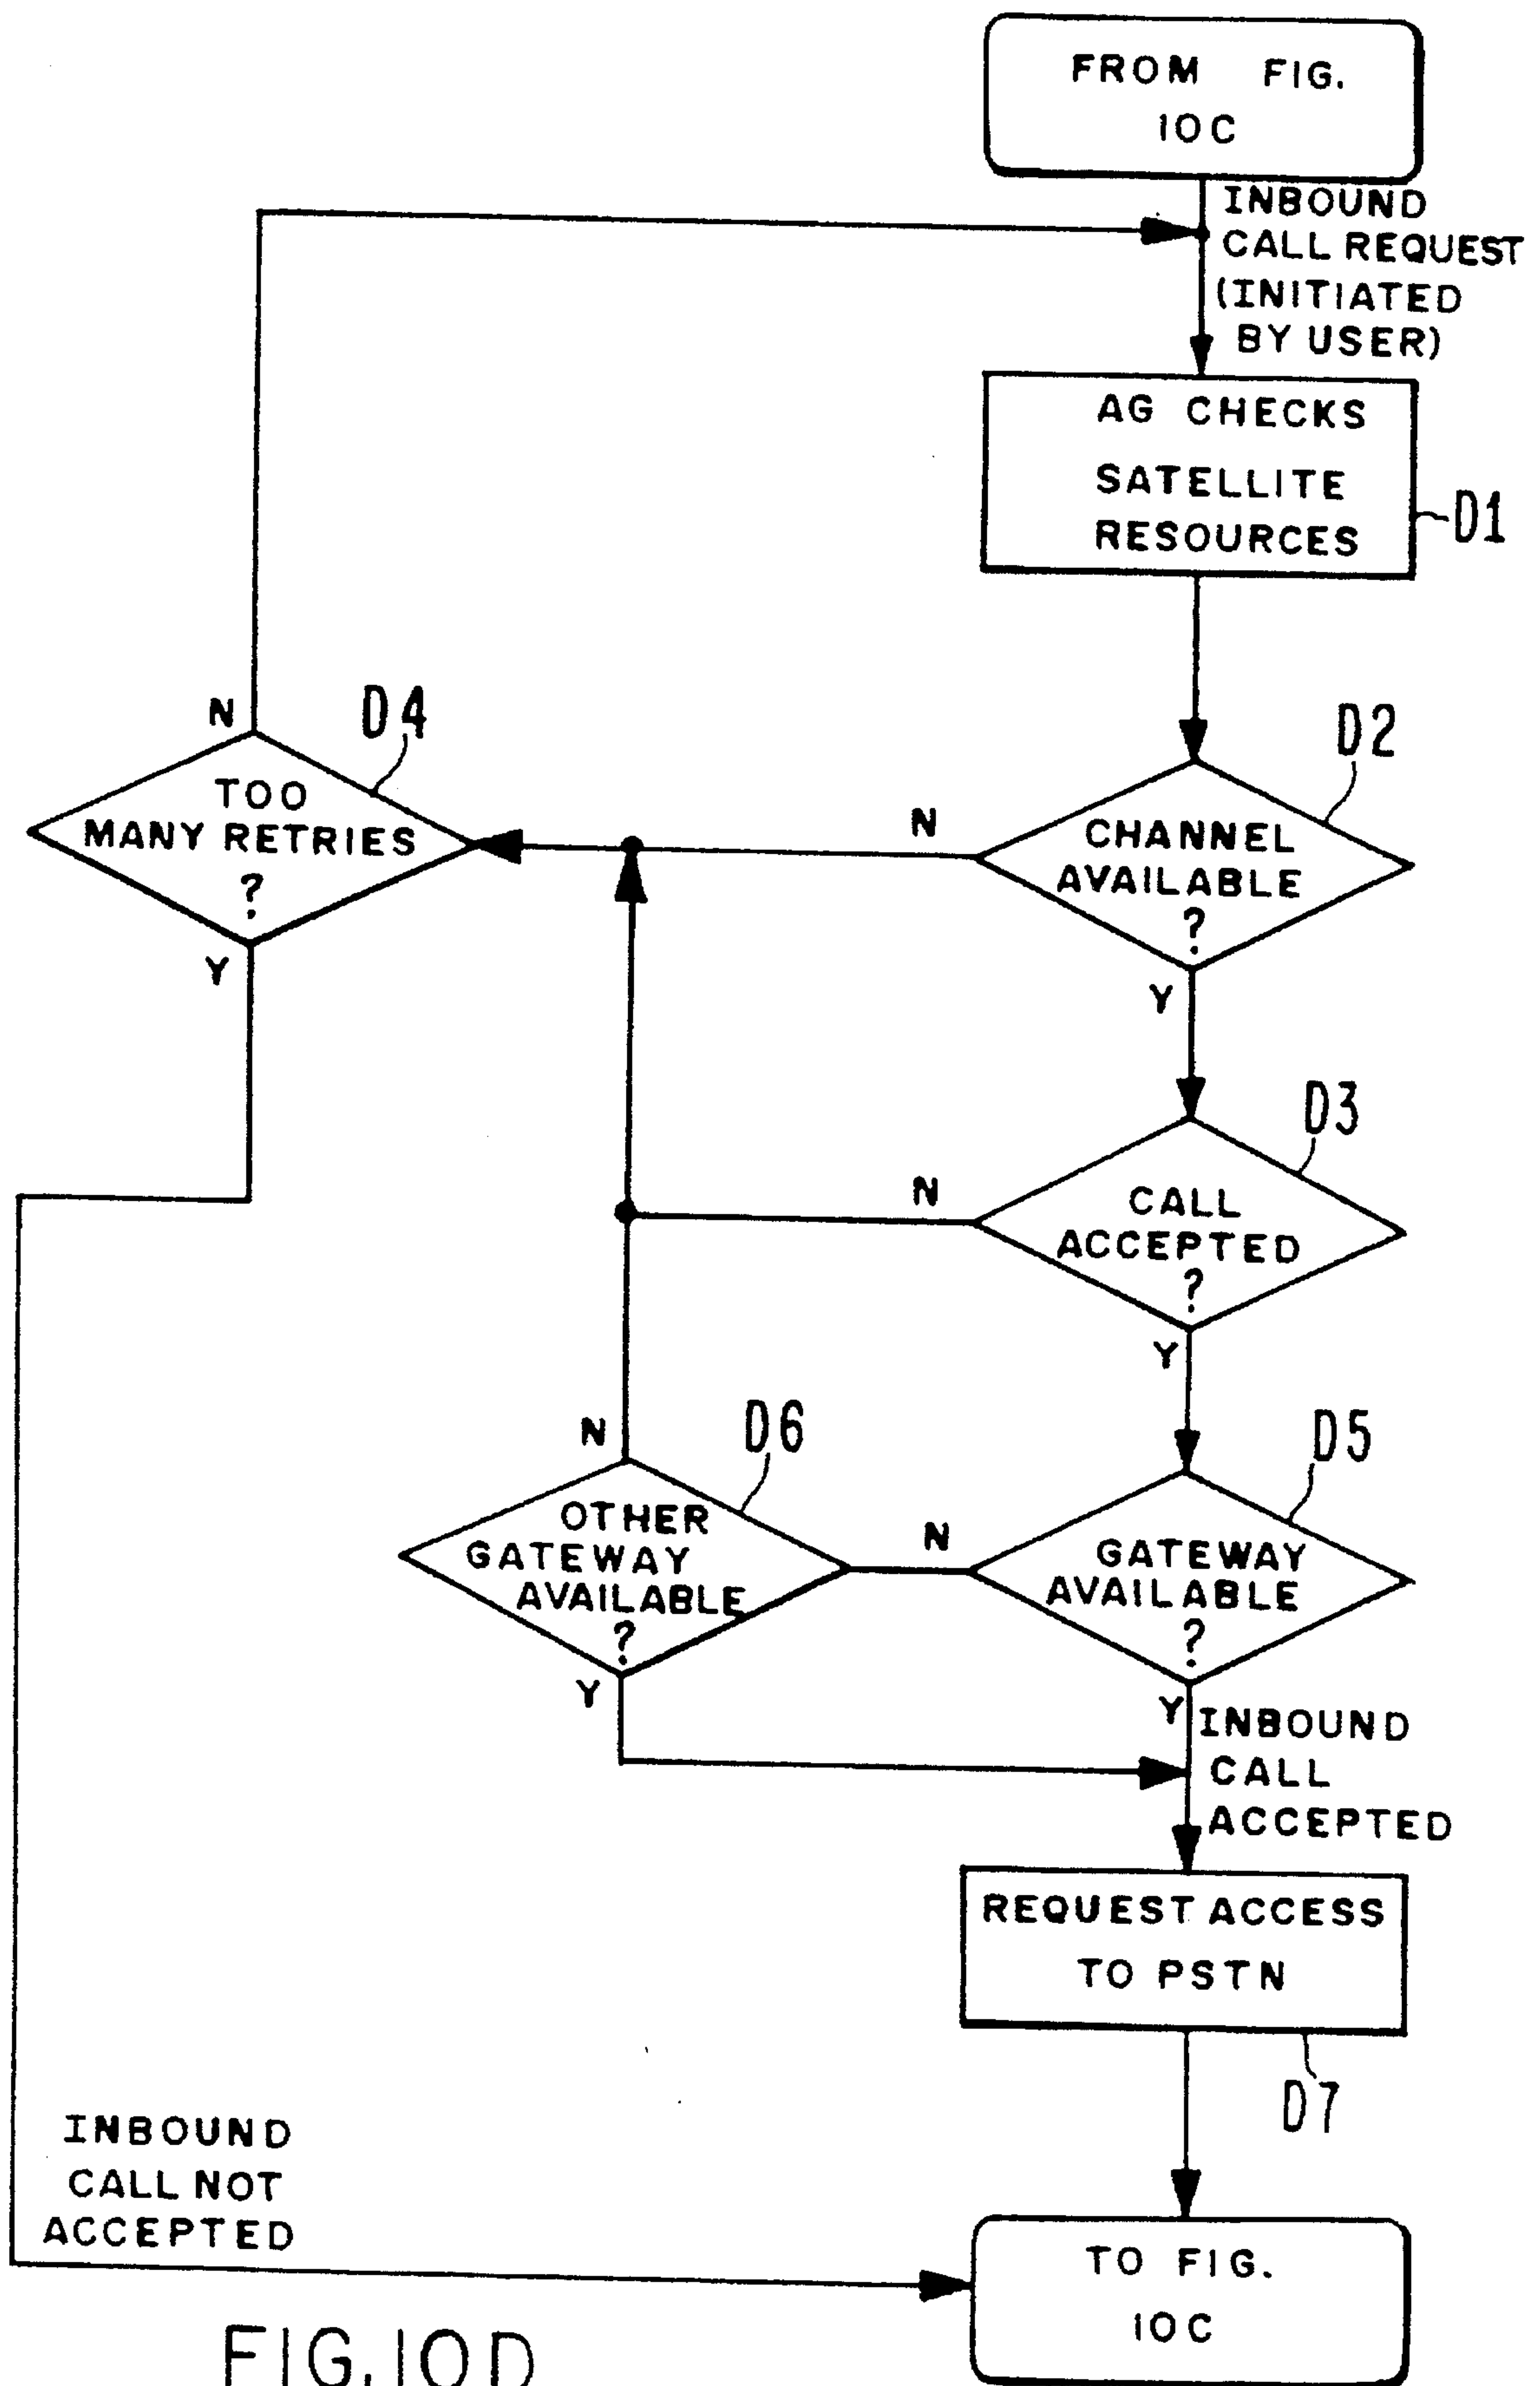 FROM FIG.
10C
INBOUND
CALL REQUEST
(INITIATED
BY USER)
AG CHECKS
SATELLITE
RESOURCES
D1
N
D4
TOO
MANY RETRIES
?
Y
D2
N
CHANNEL
AVAILABLE
?
Y
D3
N
CALL
ACCEPTED
?
Y
N
D6
OTHER
GATEWAY
AVAILABLE
?
Y
D5
N
GATEWAY
AVAILABLE
?
Y
INBOUND
CALL
ACCEPTED
REQUEST ACCESS
TO PSTN
D7
INBOUND
CALL NOT
ACCEPTED
TO FIG.
10C
FIG. 10D